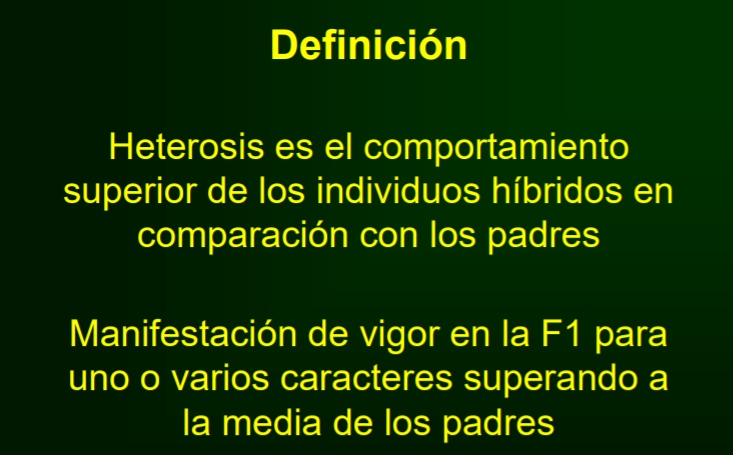 Definición
Heterosis es el comportamiento
superior de los individuos híbridos en
comparación con los padres
Manifestación de vigor en la F1 para
uno o varios caracteres superando a
la media de los padres